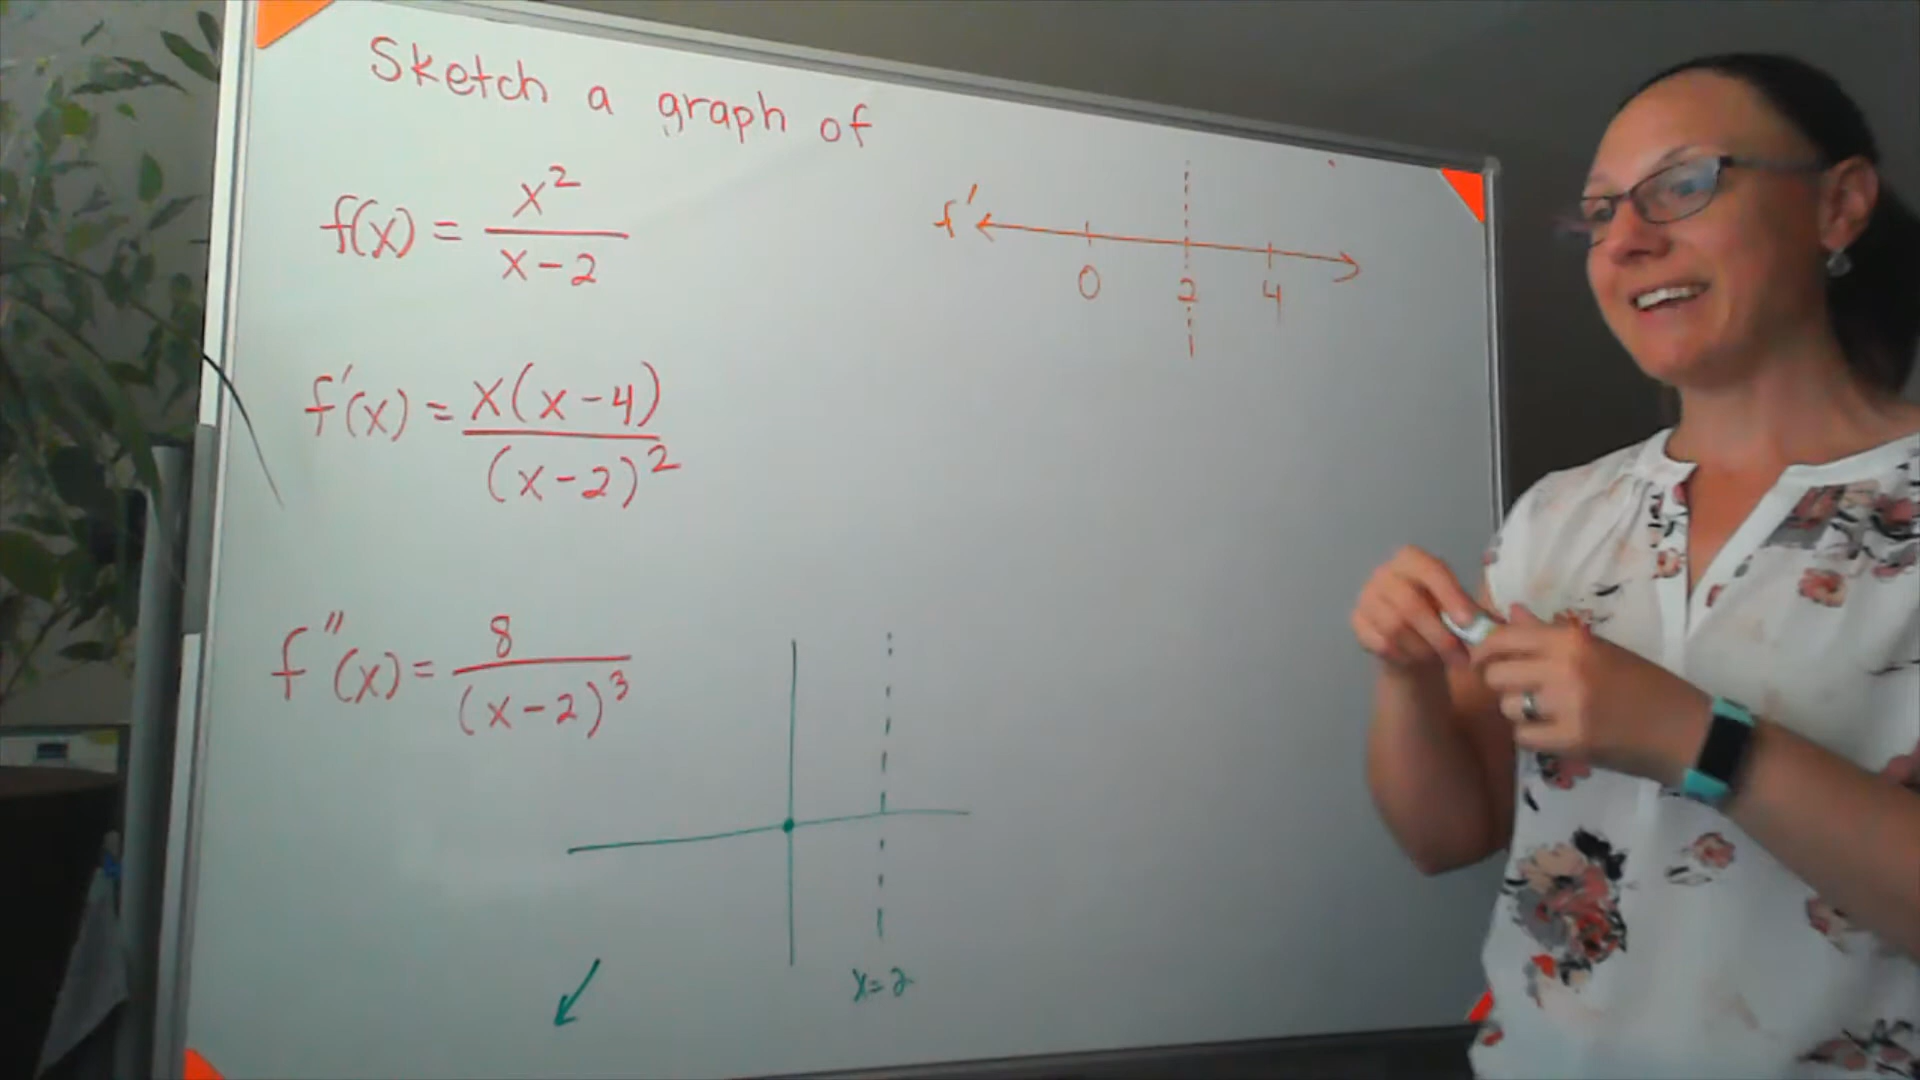 Sketch a graph of
f(x) = x²/(x-2)
f'(x) = x(x-4)/(x-2)²
f"(x) = 8/(x-2)³
f'
0 2 4
x=2